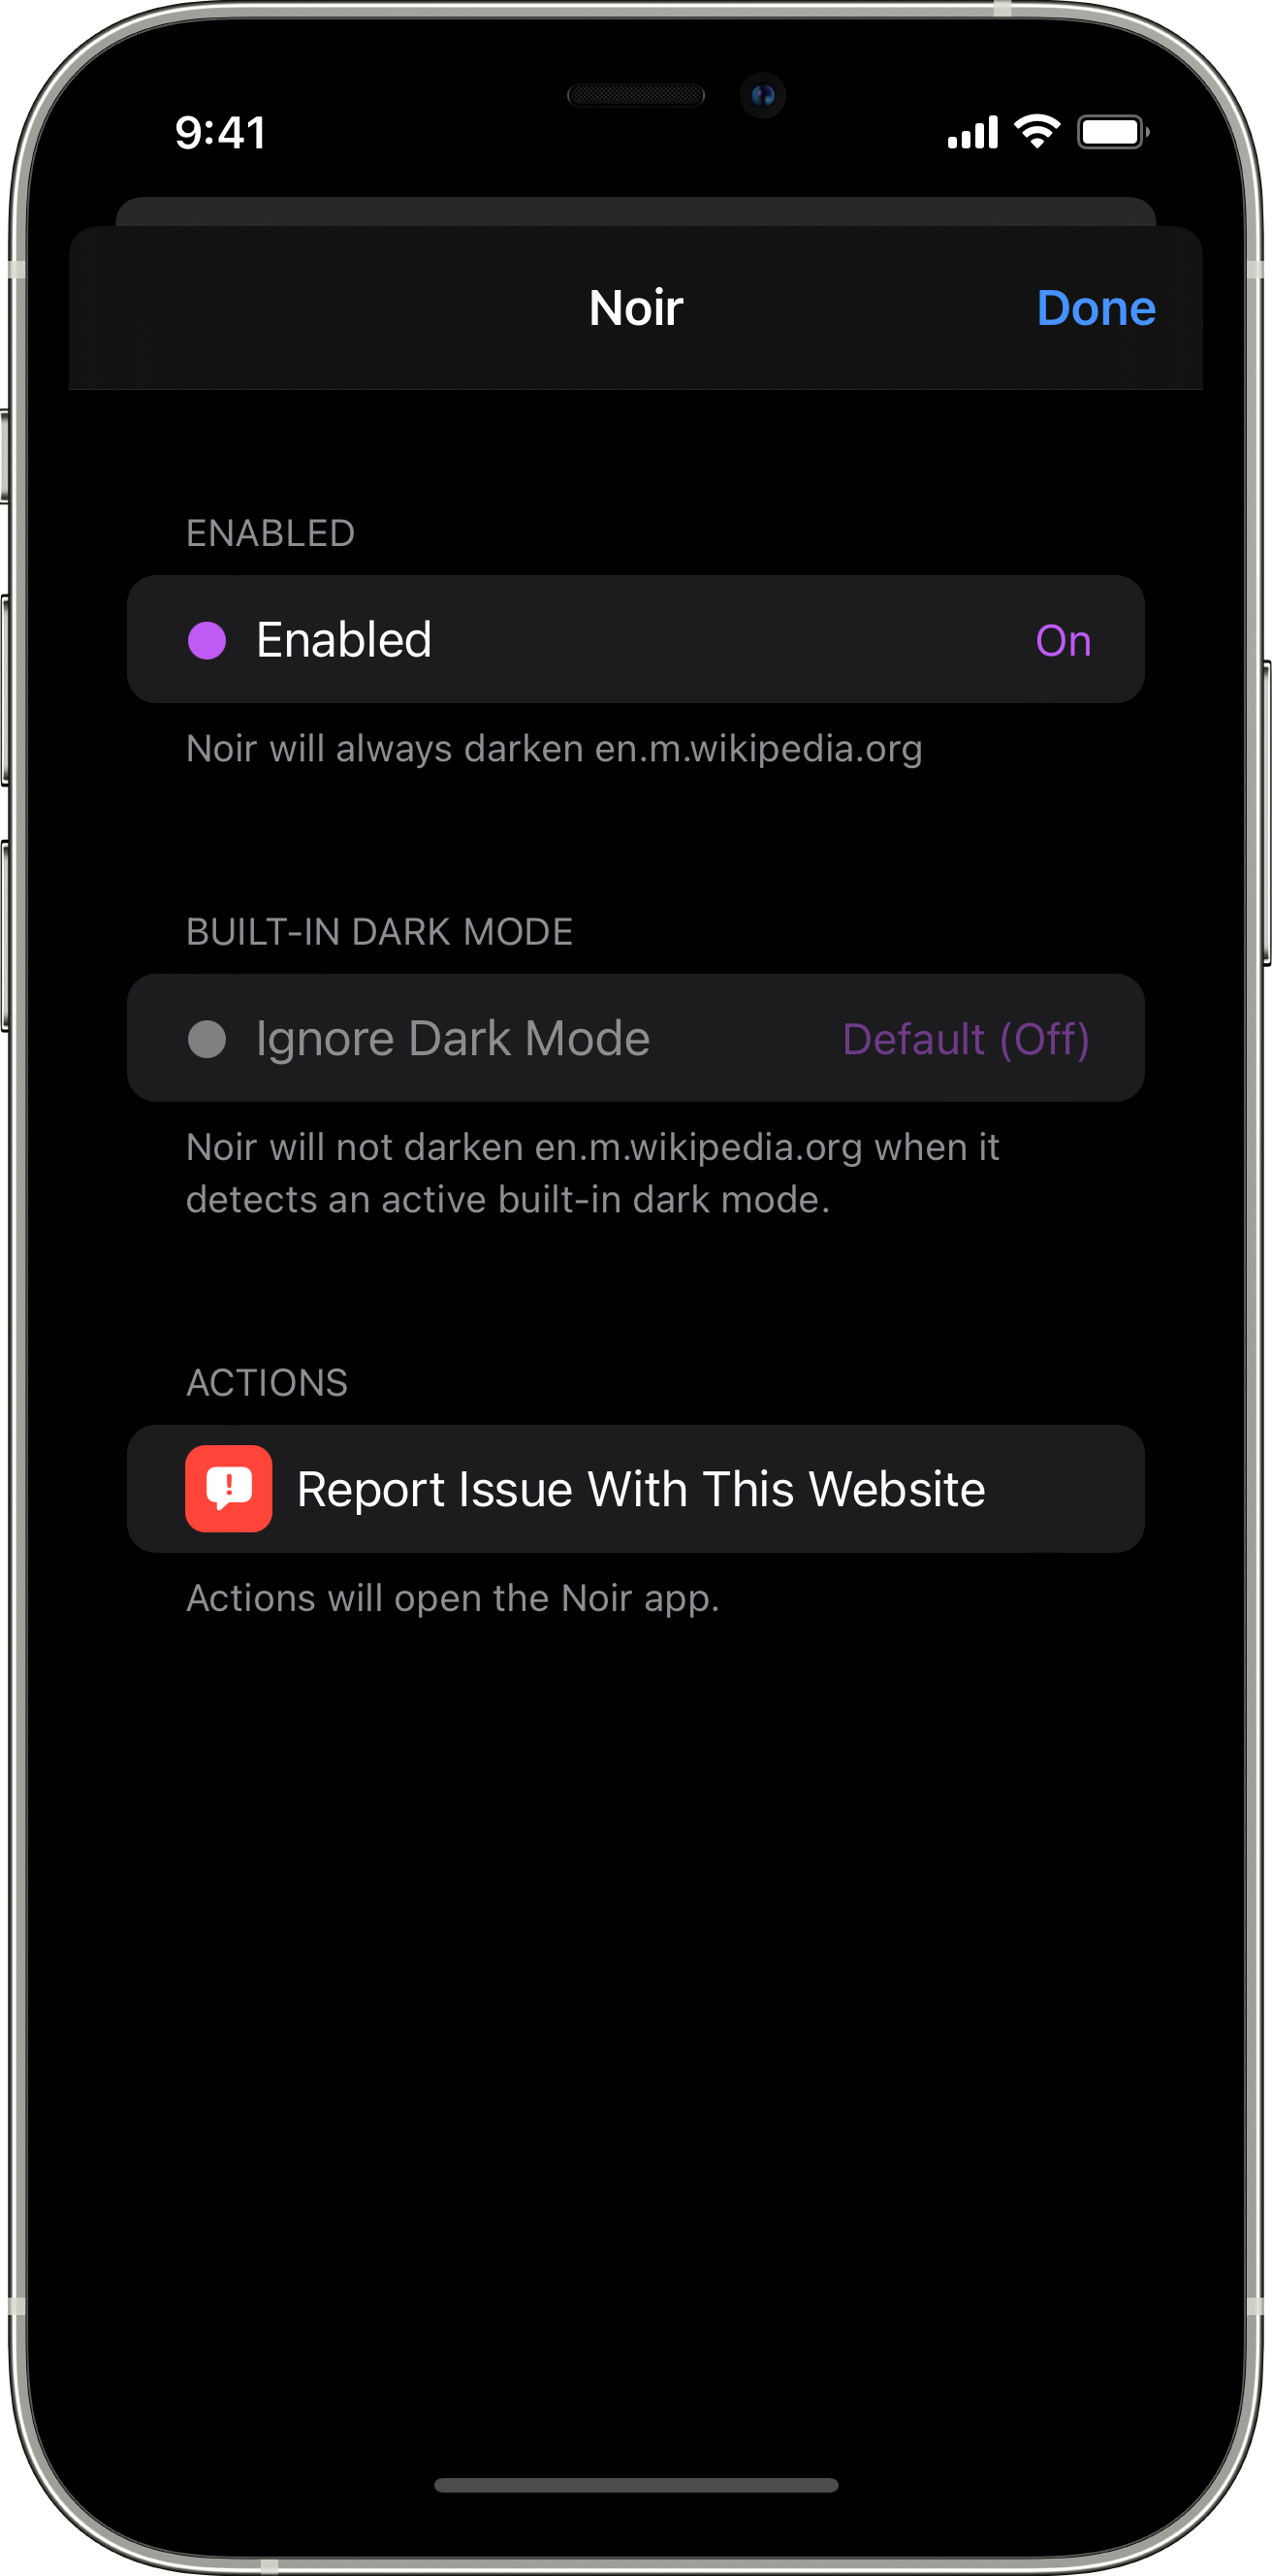 9:41
Noir
Done
ENABLED
Enabled
On
Noir will always darken en.m.wikipedia.org
BUILT-IN DARK MODE
Ignore Dark Mode
Default (Off)
Noir will not darken en.m.wikipedia.org when it
detects an active built-in dark mode.
ACTIONS
Report Issue With This Website
Actions will open the Noir app.